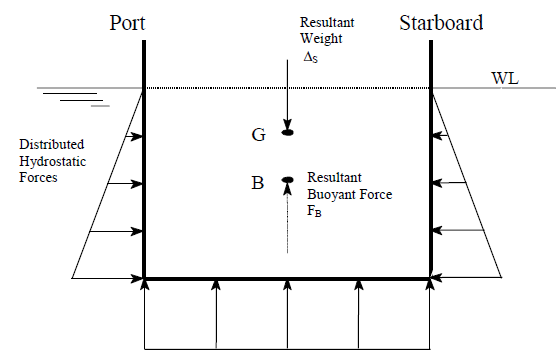 Port
Resultant
Weight
Δs
Starboard
WL
Distributed
Hydrostatic
Forces
G
B
Resultant
Buoyant Force
FB